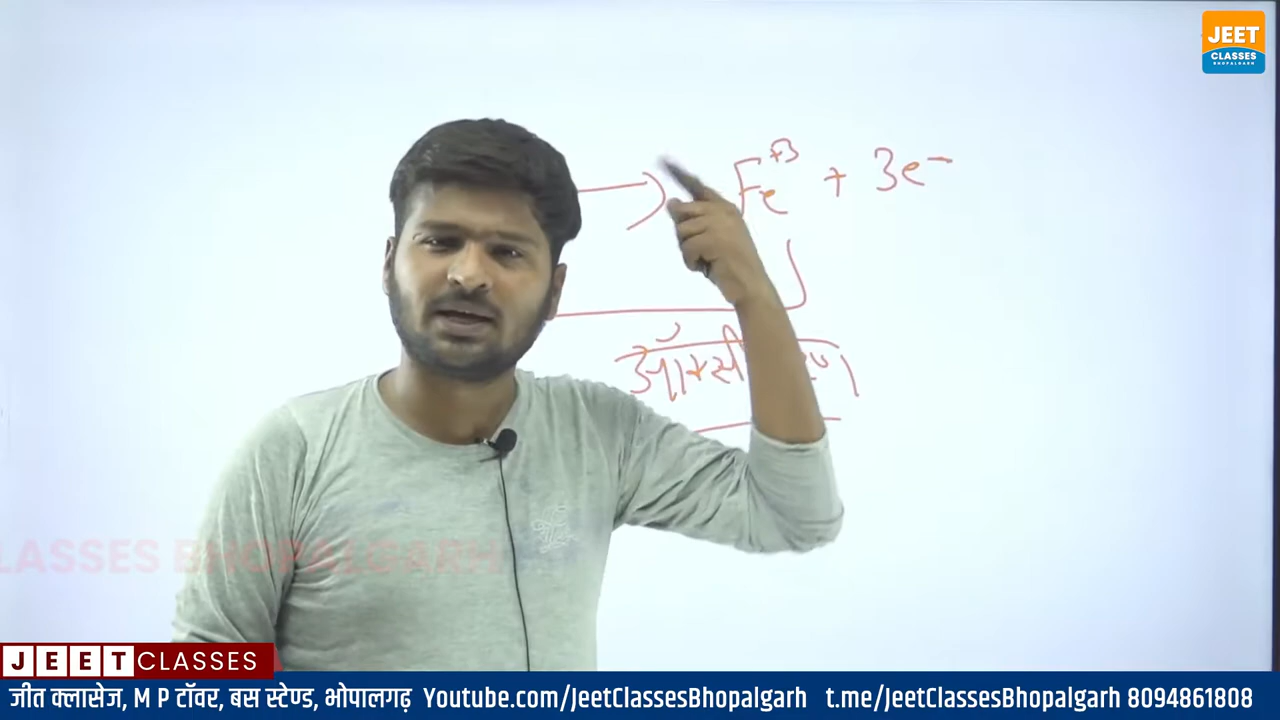 JEET
CLASSES
BHOPALGARH
→ Fe+3 + 3e-
CLASSES BHOPALGARH
JEET CLASSES
जीत क्लासेज, M P टॉवर, बस स्टेण्ड, भोपालगढ़ Youtube.com/JeetClassesBhopalgarh t.me/JeetClassesBhopalgarh 8094861808